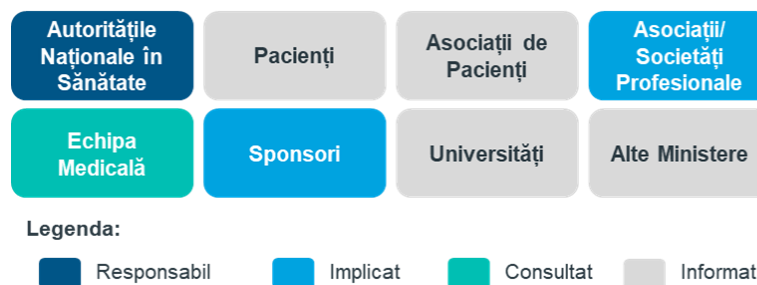 Autoritățile
Naționale în
Sănătate
Pacienți
Asociații de
Pacienți
Asociații/
Societăți
Profesionale
Echipa
Medicală
Sponsori
Universități
Alte Ministere
Legenda:
Responsabil
Implicat
Consultat
Informat